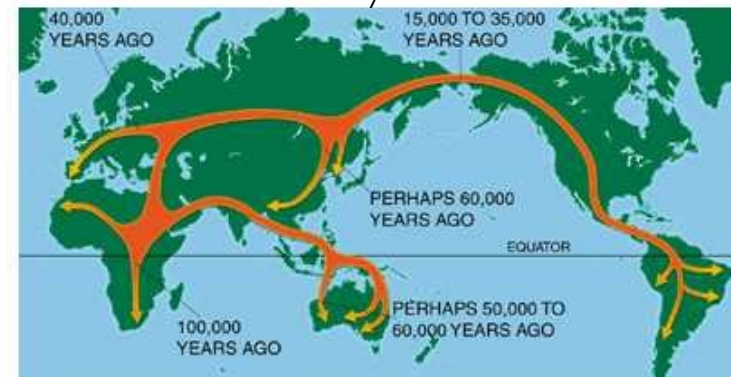 40,000
YEARS AGO
15,000 TO 35,000
YEARS AGO
PERHAPS 60,000
YEARS AGO
EQUATOR
100,000
YEARS AGO
PERHAPS 50,000 TO
60,000 YEARS AGO